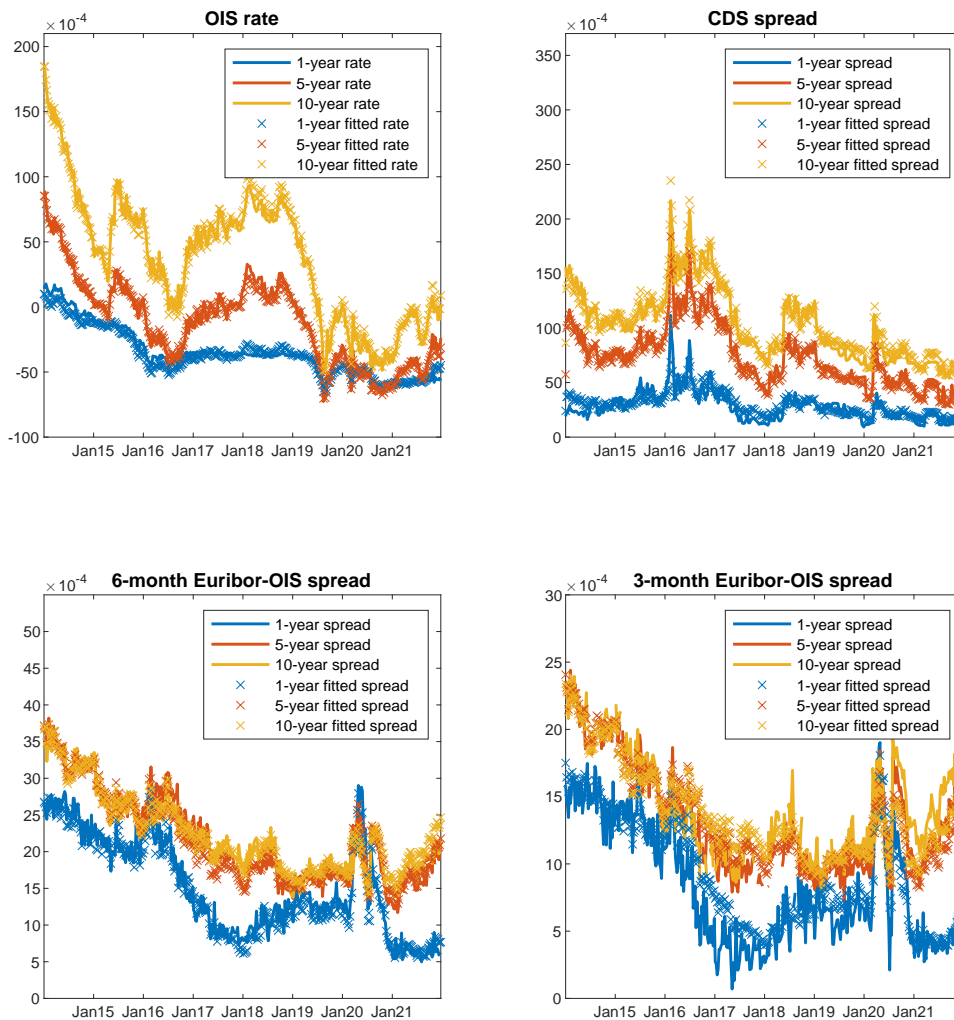 OIS rate
×10⁻⁴
200
150
100
50
0
-50
-100
Jan15 Jan16 Jan17 Jan18 Jan19 Jan20 Jan21
1-year rate
5-year rate
10-year rate
1-year fitted rate
5-year fitted rate
10-year fitted rate
CDS spread
×10⁻⁴
350
300
250
200
150
100
50
0
Jan15 Jan16 Jan17 Jan18 Jan19 Jan20 Jan21
1-year spread
5-year spread
10-year spread
1-year fitted spread
5-year fitted spread
10-year fitted spread
6-month Euribor-OIS spread
×10⁻⁴
50
45
40
35
30
25
20
15
10
5
0
Jan15 Jan16 Jan17 Jan18 Jan19 Jan20 Jan21
1-year spread
5-year spread
10-year spread
1-year fitted spread
5-year fitted spread
10-year fitted spread
3-month Euribor-OIS spread
×10⁻⁴
30
25
20
15
10
5
0
Jan15 Jan16 Jan17 Jan18 Jan19 Jan20 Jan21
1-year spread
5-year spread
10-year spread
1-year fitted spread
5-year fitted spread
10-year fitted spread